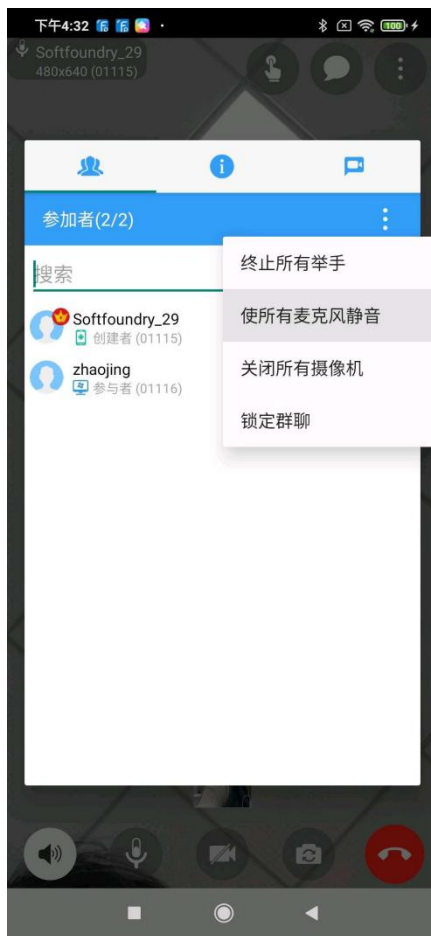 下午4:32
100
Softfoundry_29
480x640 (01115)
参加者(2/2)
搜索
终止所有举手
使所有麦克风静音
关闭所有摄像机
锁定群聊
Softfoundry_29
创建者 (01115)
zhaojing
参与者 (01116)